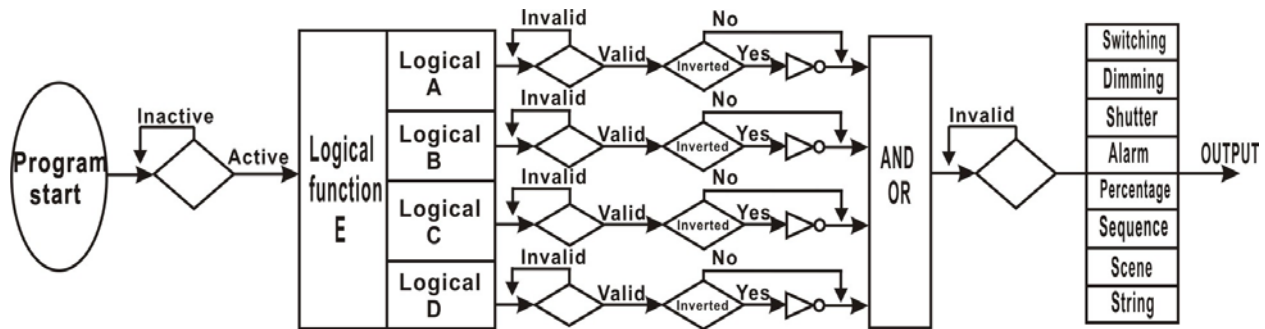 Program
start
Inactive
Active
Logical
function
E
Logical
A
Invalid
Valid
Inverted
No
Yes
Logical
B
Invalid
Valid
Inverted
No
Yes
Logical
C
Invalid
Valid
Inverted
No
Yes
Logical
D
Invalid
Valid
Inverted
No
Yes
AND
OR
Invalid
Switching
Dimming
Shutter
Alarm
Percentage
Sequence
Scene
String
OUTPUT